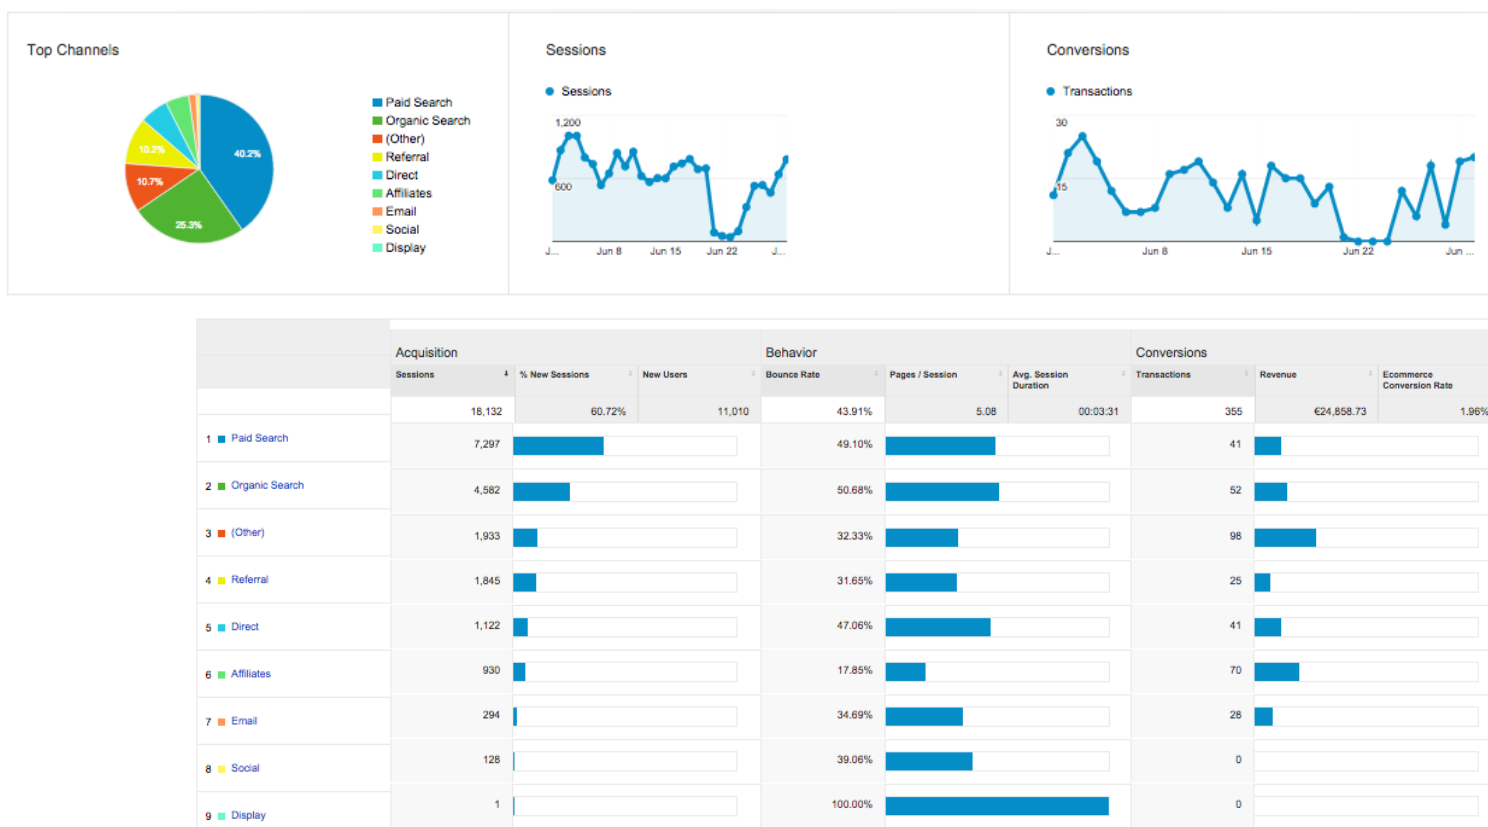 Top Channels
Paid Search
Organic Search
(Other)
Referral
Direct
Affiliates
Email
Social
Display
40.2%
25.3%
10.7%
10.2%
Sessions
Sessions
1,200
600
J...
Jun 8
Jun 15
Jun 22
J...
Conversions
Transactions
30
15
J...
Jun 8
Jun 15
Jun 22
Jun ...
Acquisition Behavior Conversions
Sessions % New Sessions New Users Bounce Rate Pages / Session Avg. Session Duration Transactions Revenue Ecommerce Conversion Rate
18,132 60.72% 11,010 43.91% 5.08 00:03:31 355 €24,858.73 1.96%
1 Paid Search 7,297 49.10% 41
2 Organic Search 4,582 50.68% 52
3 (Other) 1,933 32.33% 98
4 Referral 1,845 31.65% 25
5 Direct 1,122 47.06% 41
6 Affiliates 930 17.85% 70
7 Email 294 34.69% 28
8 Social 128 39.06% 0
9 Display 1 100.00% 0